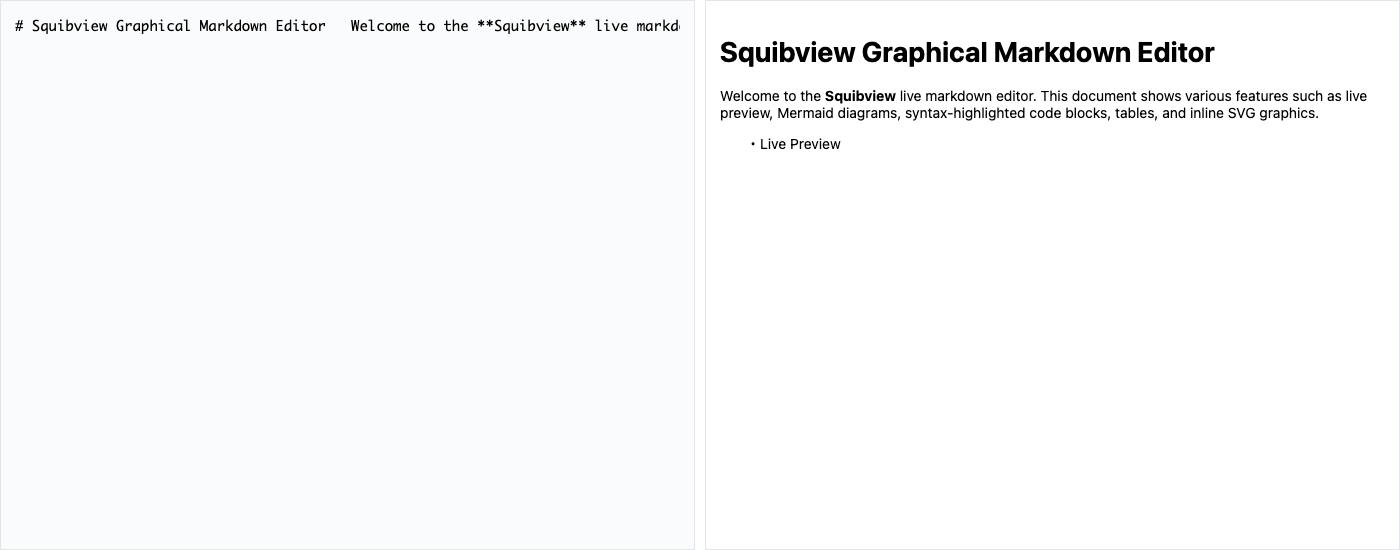 # Squibview Graphical Markdown Editor   Welcome to the **Squibview** live markd
Squibview Graphical Markdown Editor
Welcome to the Squibview live markdown editor. This document shows various features such as live
preview, Mermaid diagrams, syntax-highlighted code blocks, tables, and inline SVG graphics.
• Live Preview